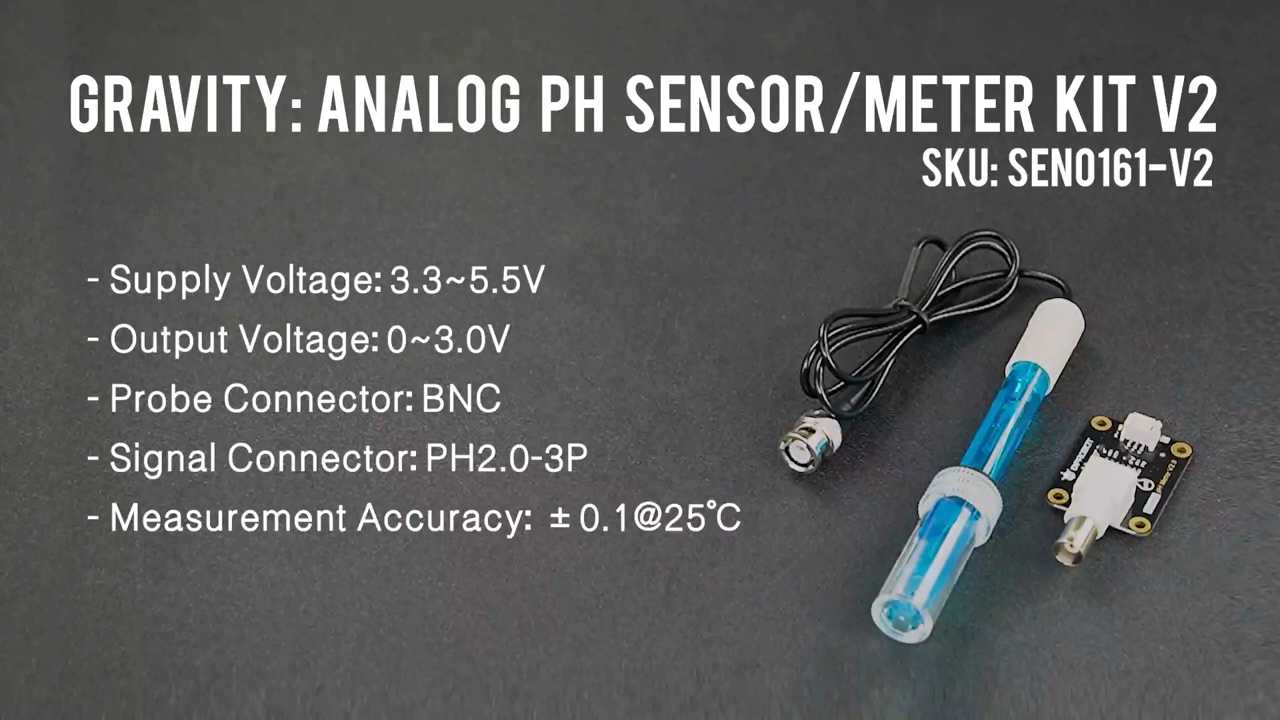 GRAVITY: ANALOG PH SENSOR/METER KIT V2
SKU: SEN0161-V2
- Supply Voltage: 3.3~5.5V
- Output Voltage: 0~3.0V
- Probe Connector: BNC
- Signal Connector: PH2.0-3P
- Measurement Accuracy: ±0.1@25℃
DFROBOT